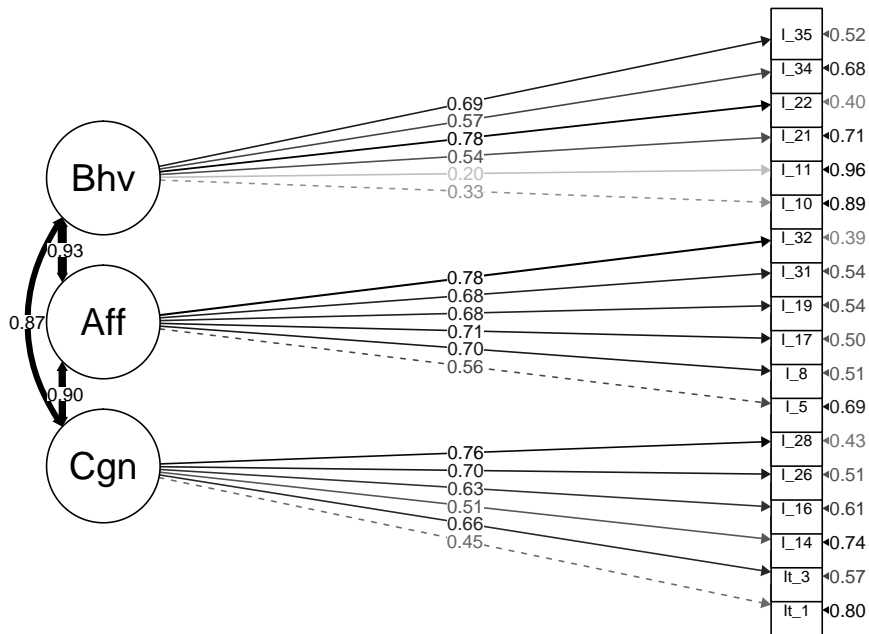 I_35 0.52
I_34 0.68
I_22 0.40
I_21 0.71
I_11 0.96
I_10 0.89
I_32 0.39
I_31 0.54
I_19 0.54
I_17 0.50
I_8 0.51
I_5 0.69
I_28 0.43
I_26 0.51
I_16 0.61
I_14 0.74
It_3 0.57
It_1 0.80
0.69
0.57
0.78
0.54
0.20
0.33
0.78
0.68
0.68
0.71
0.70
0.56
0.76
0.70
0.63
0.51
0.66
0.45
Bhv
0.93
Aff
0.87
0.90
Cgn